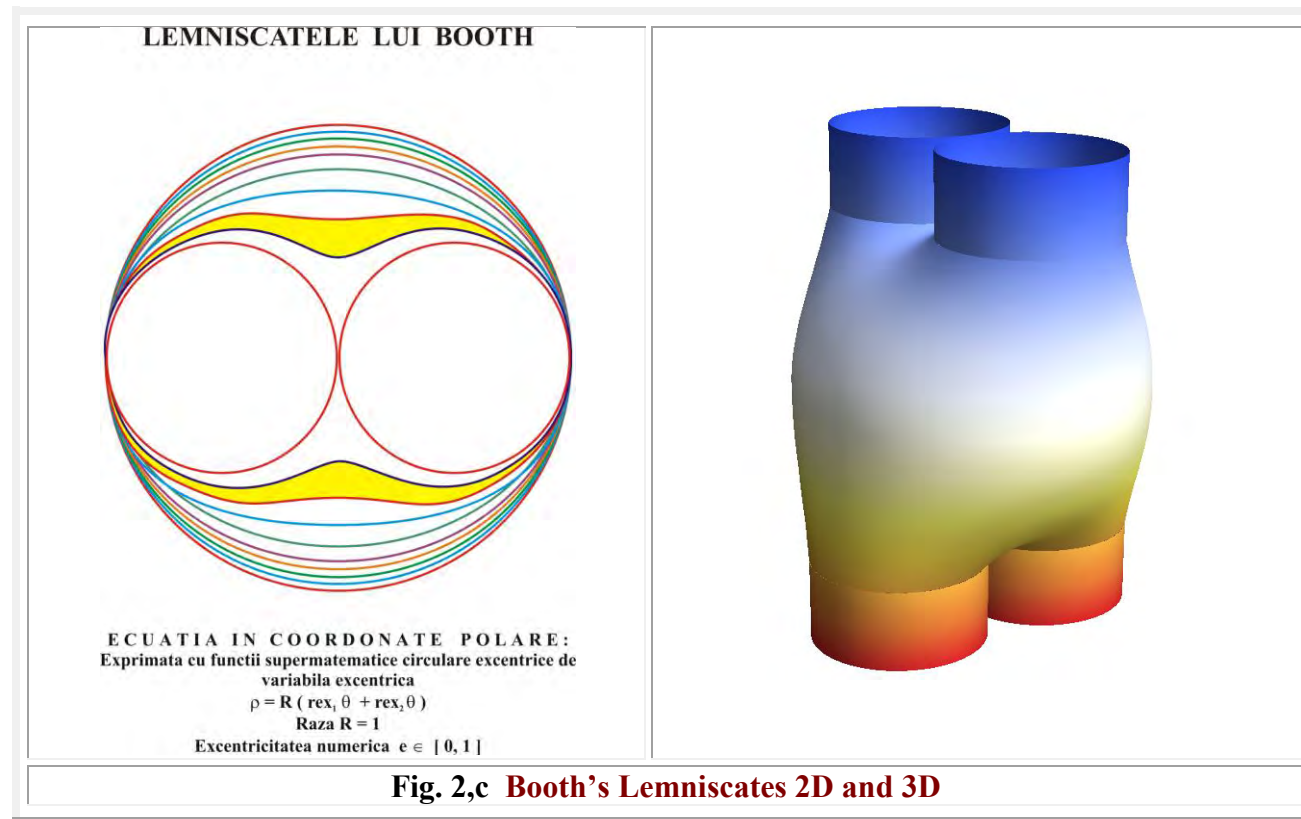 LEMNISCATELE LUI BOOTH
ECUATIA IN COORDONATE POLARE:
Exprimata cu functii supermatematice circulare excentrice de
variabila excentrica
ρ = R ( rex₁ θ + rex₂ θ )
Raza R = 1
Excentricitatea numerica e ∈ [ 0, 1 ]
Fig. 2,c Booth's Lemniscates 2D and 3D